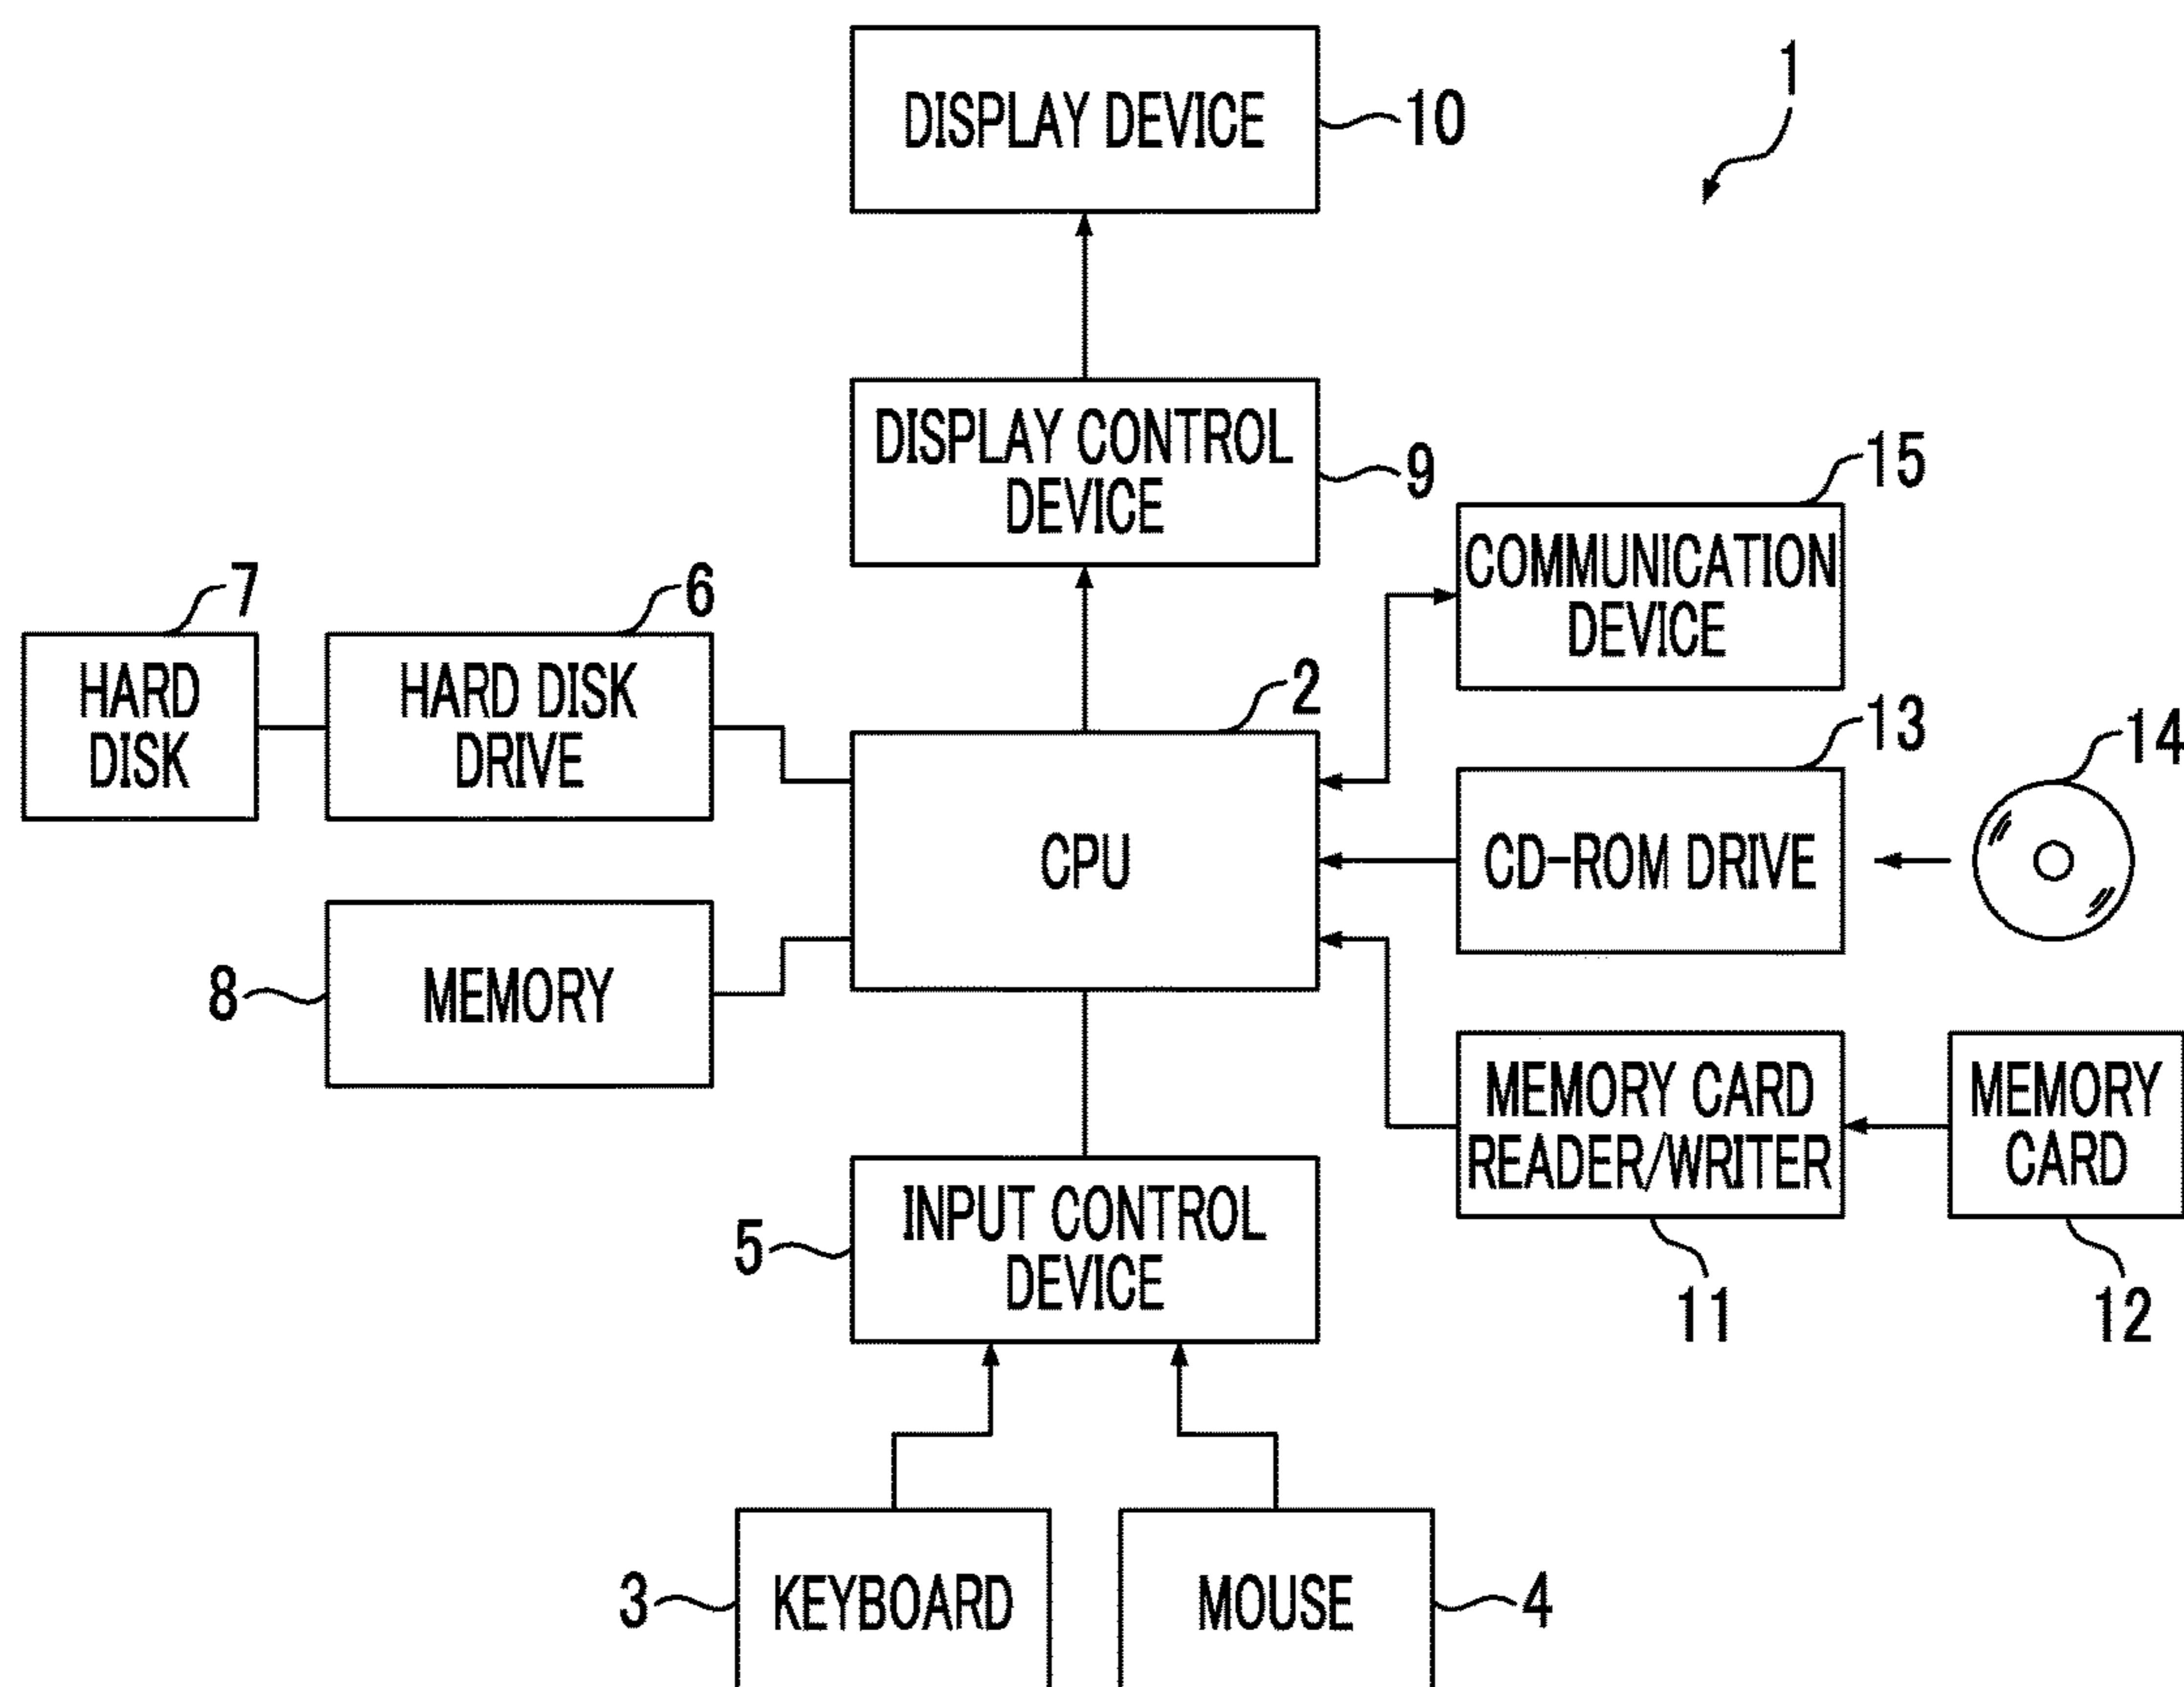 1
DISPLAY DEVICE
10
DISPLAY CONTROL
DEVICE
9
15
COMMUNICATION
DEVICE
7
6
HARD
DISK
HARD DISK
DRIVE
2
CPU
13
CD-ROM DRIVE
14
8
MEMORY
MEMORY CARD
READER/WRITER
MEMORY
CARD
11
12
5
INPUT CONTROL
DEVICE
3
KEYBOARD
MOUSE
4